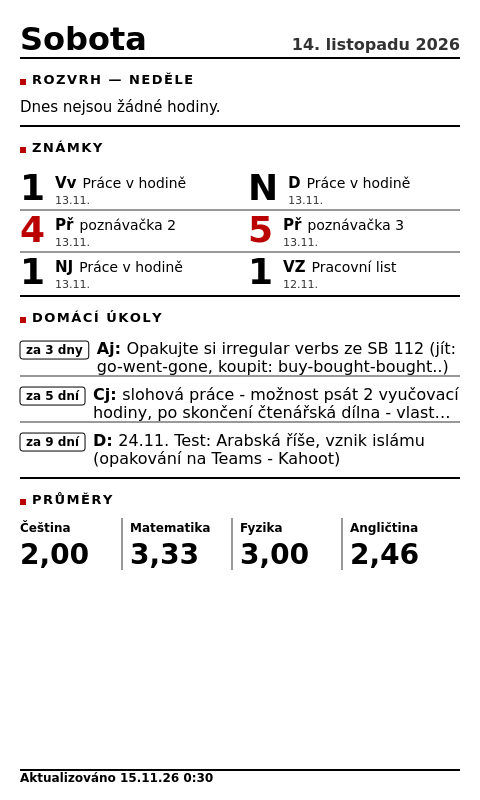 Sobota 14. listopadu 2026
ROZVRH — NEDĚLE
Dnes nejsou žádné hodiny.
ZNÁMKY
1 Vv Práce v hodině
13.11.
N D Práce v hodině
13.11.
4 Př poznávačka 2
13.11.
5 Př poznávačka 3
13.11.
1 NJ Práce v hodině
13.11.
1 VZ Pracovní list
12.11.
DOMÁCÍ ÚKOLY
za 3 dny Aj: Opakujte si irregular verbs ze SB 112 (jít:
go-went-gone, koupit: buy-bought-bought..)
za 5 dní Cj: slohová práce - možnost psát 2 vyučovací
hodiny, po skončení čtenářská dílna - vlast…
za 9 dní D: 24.11. Test: Arabská říše, vznik islámu
(opakování na Teams - Kahoot)
PRŮMĚRY
Čeština Matematika Fyzika Angličtina
2,00 3,33 3,00 2,46
Aktualizováno 15.11.26 0:30